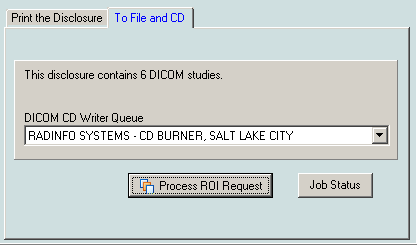 Print the Disclosure To File and CD
This disclosure contains 6 DICOM studies.
DICOM CD Writer Queue
RADINFO SYSTEMS - CD BURNER, SALT LAKE CITY
Process ROI Request Job Status